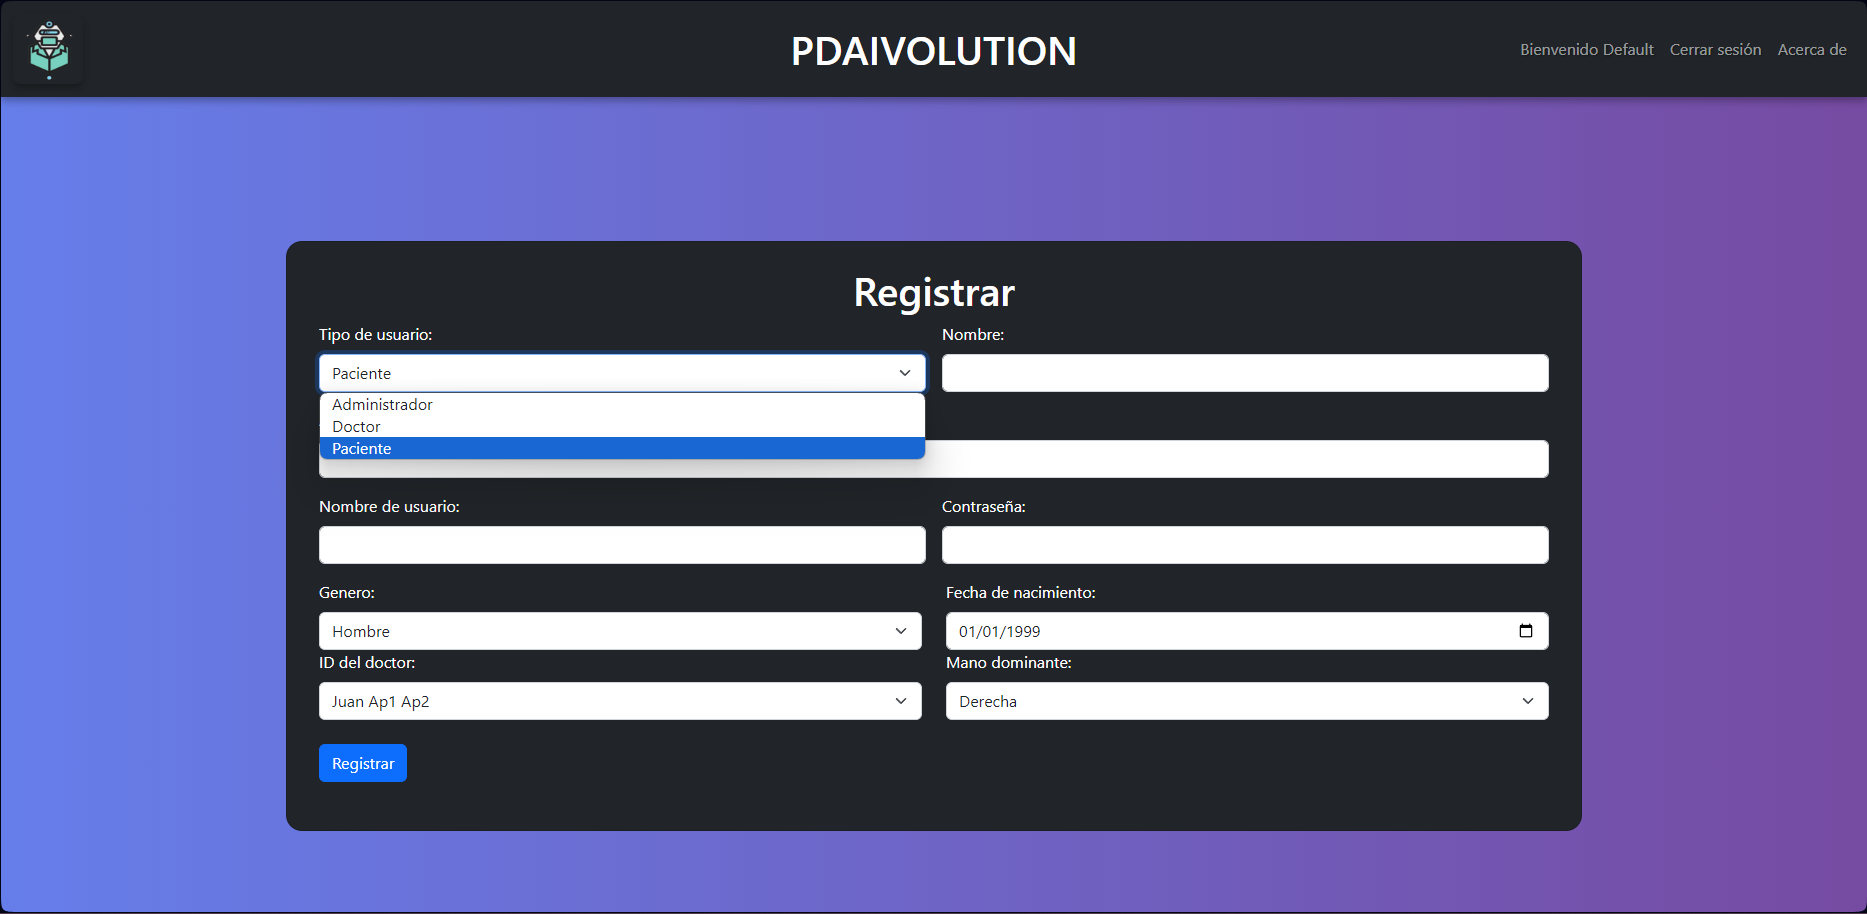 PDAIVOLUTION
Bienvenido Default Cerrar sesión Acerca de
Registrar
Tipo de usuario: Nombre:
Paciente
Administrador
Doctor
Paciente
Nombre de usuario: Contraseña:
Genero: Fecha de nacimiento:
Hombre 01/01/1999
ID del doctor: Mano dominante:
Juan Ap1 Ap2 Derecha
Registrar